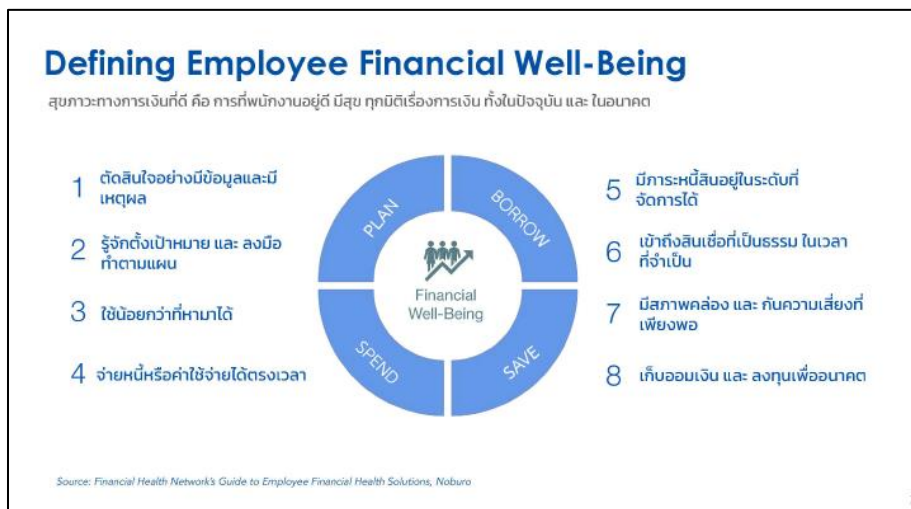 Defining Employee Financial Well-Being
สุขภาวะทางการเงินที่ดี คือ การที่พนักงานอยู่ดี มีสุข ทุกมิติเรื่องการเงิน ทั้งในปัจจุบัน และ ในอนาคต
1 ตัดสินใจอย่างมีข้อมูลและมี
เหตุผล
2 รู้จักตั้งเป้าหมาย และ ลงมือ
ทำตามแผน
3 ใช้น้อยกว่าที่หามาได้
4 จ่ายหนี้หรือค่าใช้จ่ายได้ตรงเวลา
PLAN
BORROW
Financial
Well-Being
SPEND
SAVE
5 มีภาระหนี้สินอยู่ในระดับที่
จัดการได้
6 เข้าถึงสินเชื่อที่เป็นธรรม ในเวลา
ที่จำเป็น
7 มีสภาพคล่อง และ กันความเสี่ยงที่
เพียงพอ
8 เก็บออมเงิน และ ลงทุนเพื่ออนาคต
Source: Financial Health Network's Guide to Employee Financial Health Solutions, Noburo